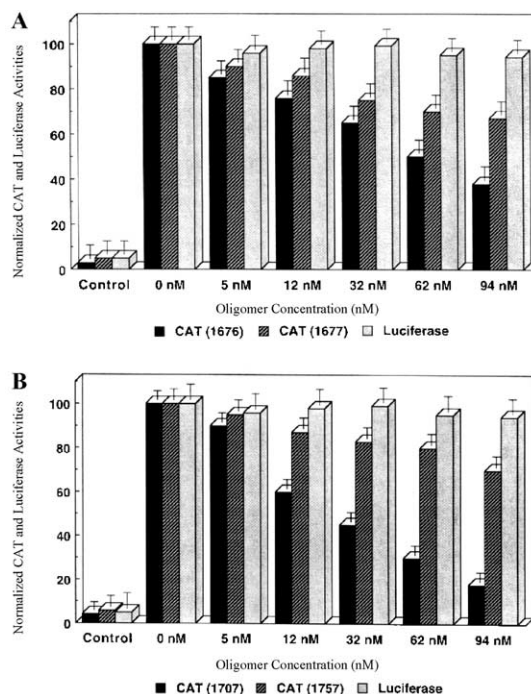 A
Normalized CAT and Luciferase Activities
100
80
60
40
20
0
Control 0 nM 5 nM 12 nM 32 nM 62 nM 94 nM
Oligomer Concentration (nM)
CAT (1676) CAT (1677) Luciferase
B
Normalized CAT and Luciferase Activities
100
80
60
40
20
0
Control 0 nM 5 nM 12 nM 32 nM 62 nM 94 nM
Oligomer Concentration (nM)
CAT (1707) CAT (1757) Luciferase